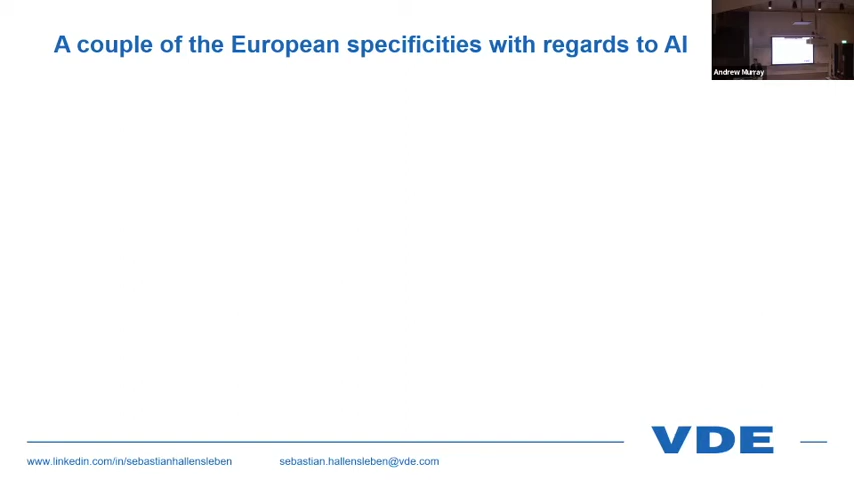 A couple of the European specificities with regards to AI
Andrew Murray
VDE
www.linkedin.com/in/sebastianhallensleben
sebastian.hallensleben@vde.com